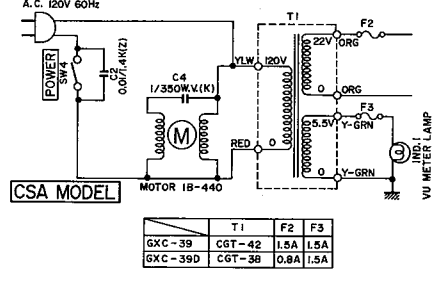 A.C. 120V 60Hz
T1
F2
22V
ORG
POWER
SW4
C2
0.01/1.4K(Z)
YLW
120V
C4
1/350W.V.(K)
0
ORG
F3
5.5V
Y-GRN
M
RED
0
IND.1
VU METER LAMP
0
Y-GRN
CSA MODEL
MOTOR 1B-440
T1 F2 F3
GXC-39 CGT-42 1.5A 1.5A
GXC-39D CGT-38 0.8A 1.5A